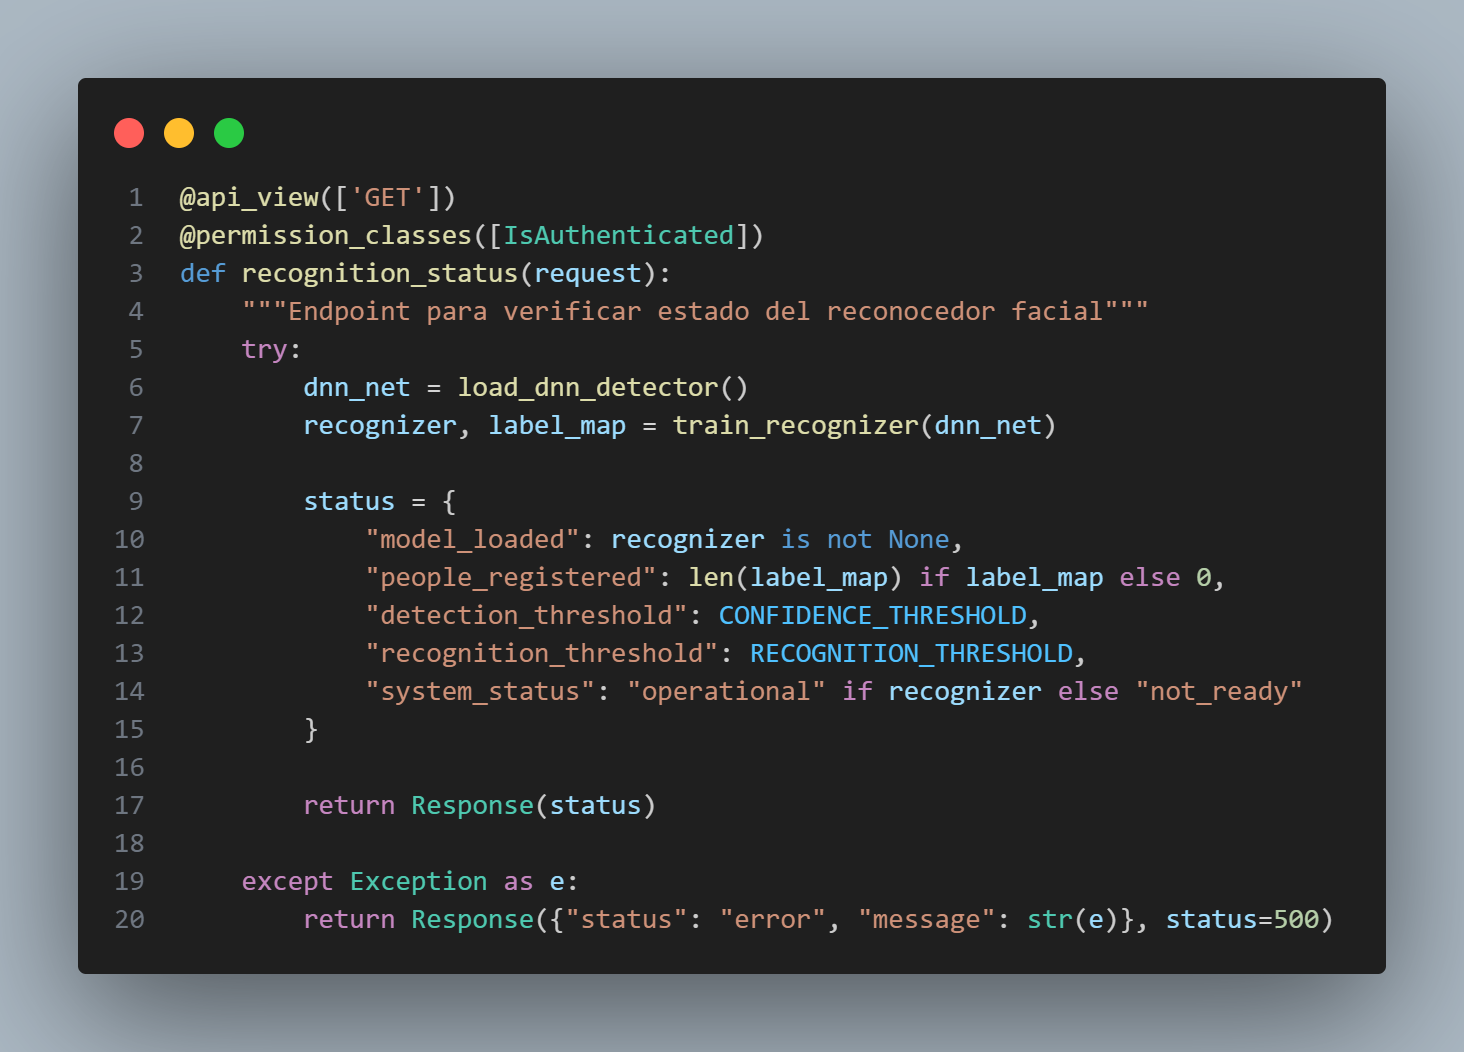 1 @api_view(['GET'])
2 @permission_classes([IsAuthenticated])
3 def recognition_status(request):
4     """Endpoint para verificar estado del reconocedor facial"""
5     try:
6         dnn_net = load_dnn_detector()
7         recognizer, label_map = train_recognizer(dnn_net)
8
9         status = {
10             "model_loaded": recognizer is not None,
11             "people_registered": len(label_map) if label_map else 0,
12             "detection_threshold": CONFIDENCE_THRESHOLD,
13             "recognition_threshold": RECOGNITION_THRESHOLD,
14             "system_status": "operational" if recognizer else "not_ready"
15         }
16
17         return Response(status)
18
19     except Exception as e:
20         return Response({"status": "error", "message": str(e)}, status=500)